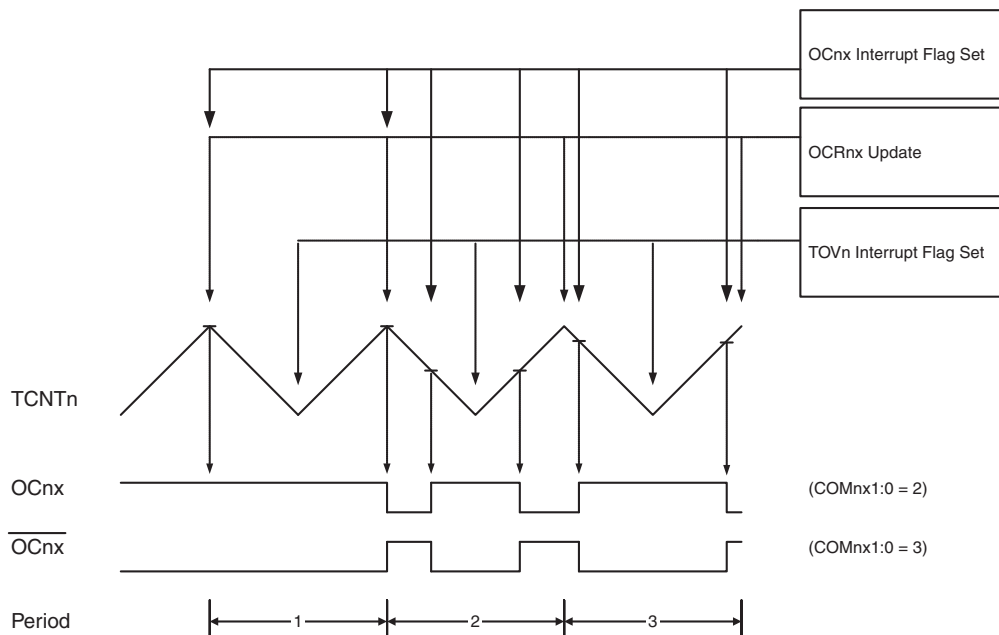 OCnx Interrupt Flag Set
OCRnx Update
TOVn Interrupt Flag Set
TCNTn
OCnx
(COMnx1:0 = 2)
OCnx
(COMnx1:0 = 3)
Period
1
2
3